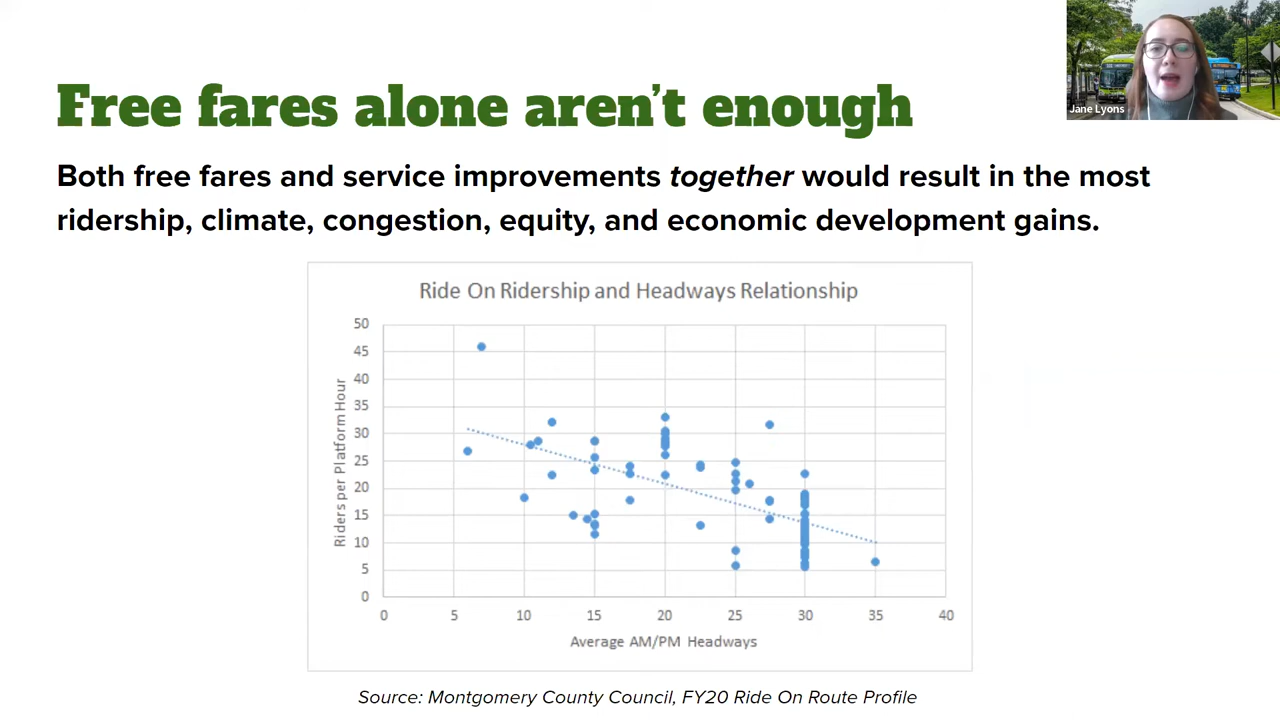 Free fares alone aren't enough
Jane Lyons
Both free fares and service improvements together would result in the most
ridership, climate, congestion, equity, and economic development gains.
Ride On Ridership and Headways Relationship
Riders per Platform Hour
50
45
40
35
30
25
20
15
10
5
0
0 5 10 15 20 25 30 35 40
Average AM/PM Headways
Source: Montgomery County Council, FY20 Ride On Route Profile